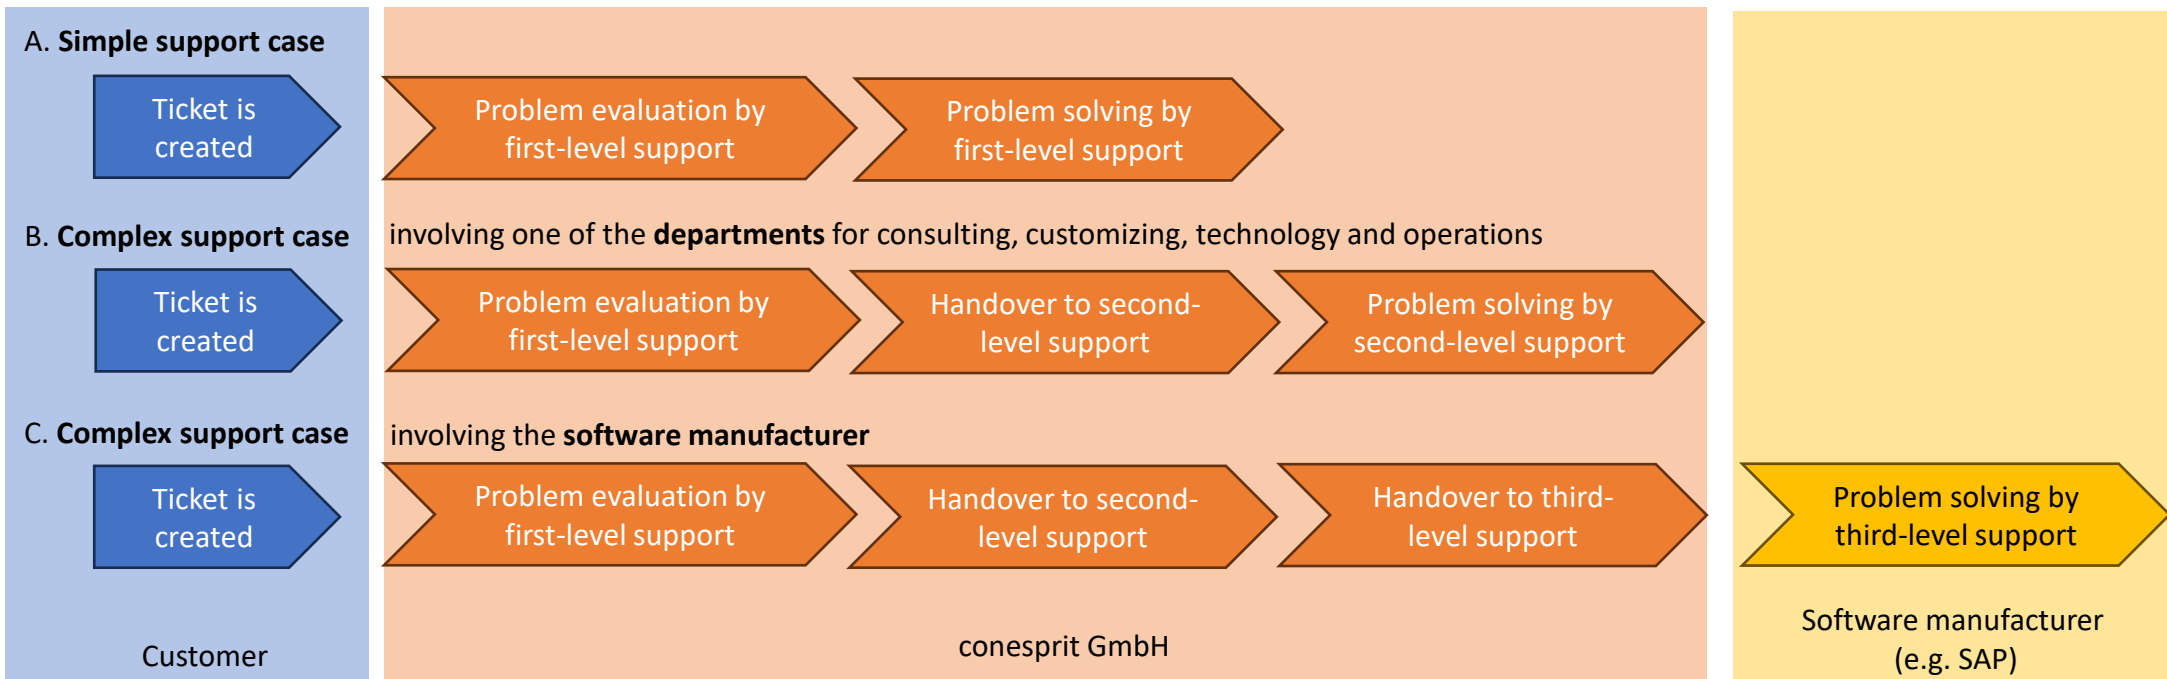 A. Simple support case
Ticket is
created
Problem evaluation by
first-level support
Problem solving by
first-level support
B. Complex support case
involving one of the departments for consulting, customizing, technology and operations
Ticket is
created
Problem evaluation by
first-level support
Handover to second-
level support
Problem solving by
second-level support
C. Complex support case
involving the software manufacturer
Ticket is
created
Problem evaluation by
first-level support
Handover to second-
level support
Handover to third-
level support
Problem solving by
third-level support
Customer
conesprit GmbH
Software manufacturer
(e.g. SAP)